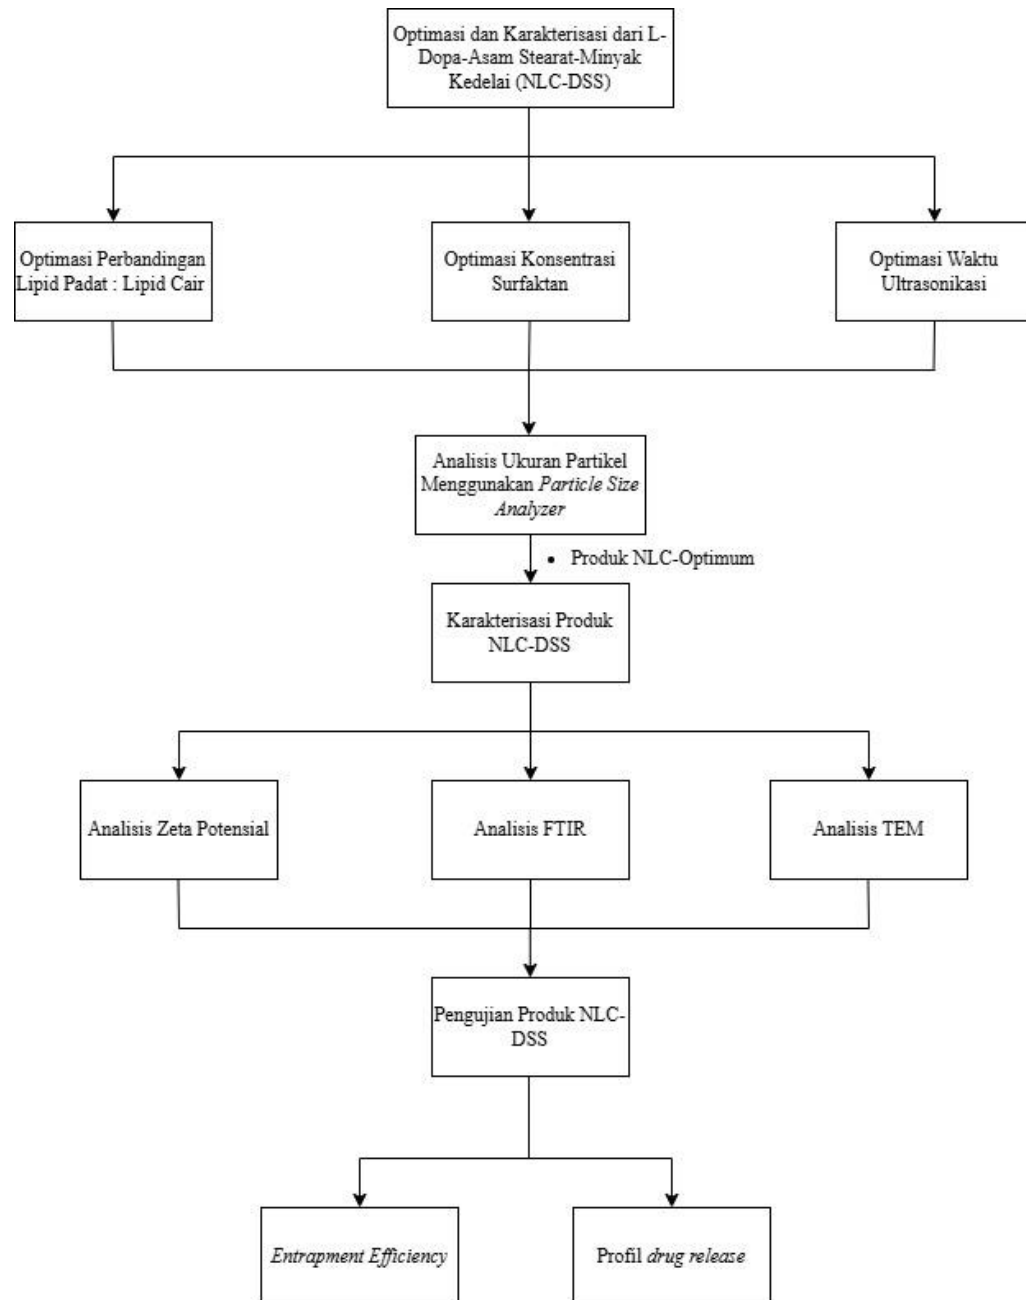 Optimasi dan Karakterisasi dari L-
Dopa-Asam Stearat-Minyak
Kedelai (NLC-DSS)
Optimasi Perbandingan
Lipid Padat : Lipid Cair
Optimasi Konsentrasi
Surfaktan
Optimasi Waktu
Ultrasonikasi
Analisis Ukuran Partikel
Menggunakan Particle Size
Analyzer
• Produk NLC-Optimum
Karakterisasi Produk
NLC-DSS
Analisis Zeta Potensial
Analisis FTIR
Analisis TEM
Pengujian Produk NLC-
DSS
Entrapment Efficiency
Profil drug release